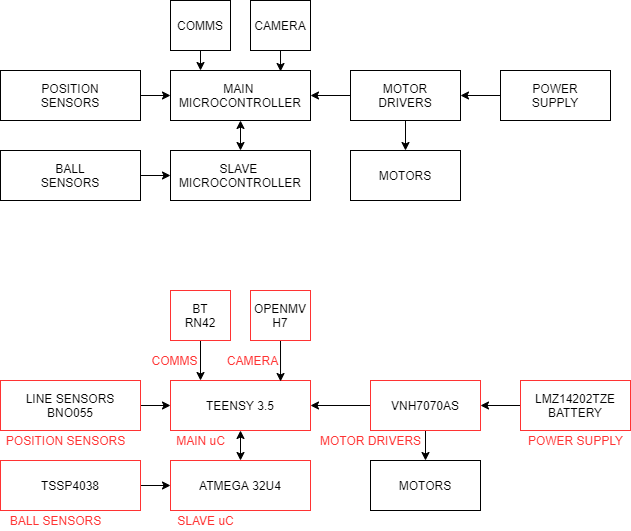 COMMS
CAMERA
POSITION
SENSORS
MAIN
MICROCONTROLLER
MOTOR
DRIVERS
POWER
SUPPLY
BALL
SENSORS
SLAVE
MICROCONTROLLER
MOTORS
BT
RN42
OPENMV
H7
COMMS
CAMERA
LINE SENSORS
BNO055
TEENSY 3.5
VNH7070AS
LMZ14202TZE
BATTERY
POSITION SENSORS
MAIN uC
MOTOR DRIVERS
POWER SUPPLY
TSSP4038
ATMEGA 32U4
MOTORS
BALL SENSORS
SLAVE uC